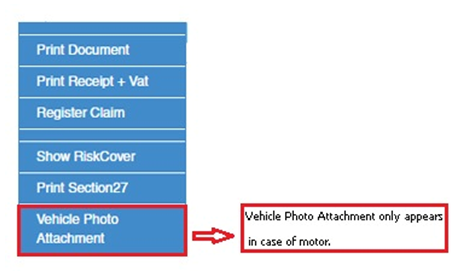 Print Document
Print Receipt + Vat
Register Claim
Show RiskCover
Print Section27
Vehicle Photo
Attachment
Vehicle Photo Attachment only appears
in case of motor.